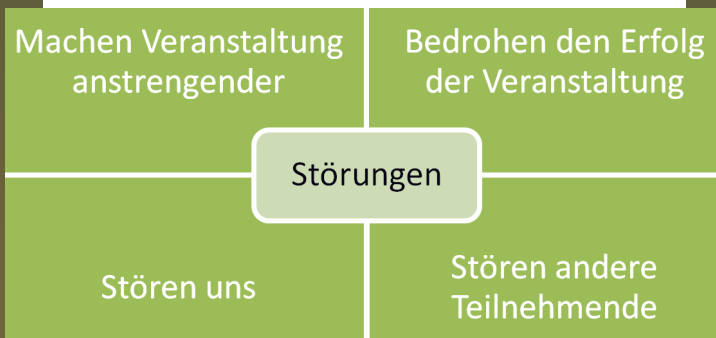 Machen Veranstaltung
anstrengender
Bedrohen den Erfolg
der Veranstaltung
Störungen
Stören uns
Stören andere
Teilnehmende